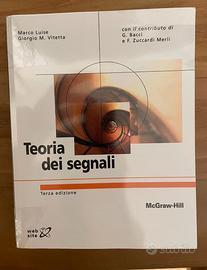 Marco Luise
Giorgio M. Vitetta
con il contributo di
G. Bacci
e F. Zuccardi Merli
Teoria
dei segnali
Terza edizione
McGraw-Hill
web
site
subito